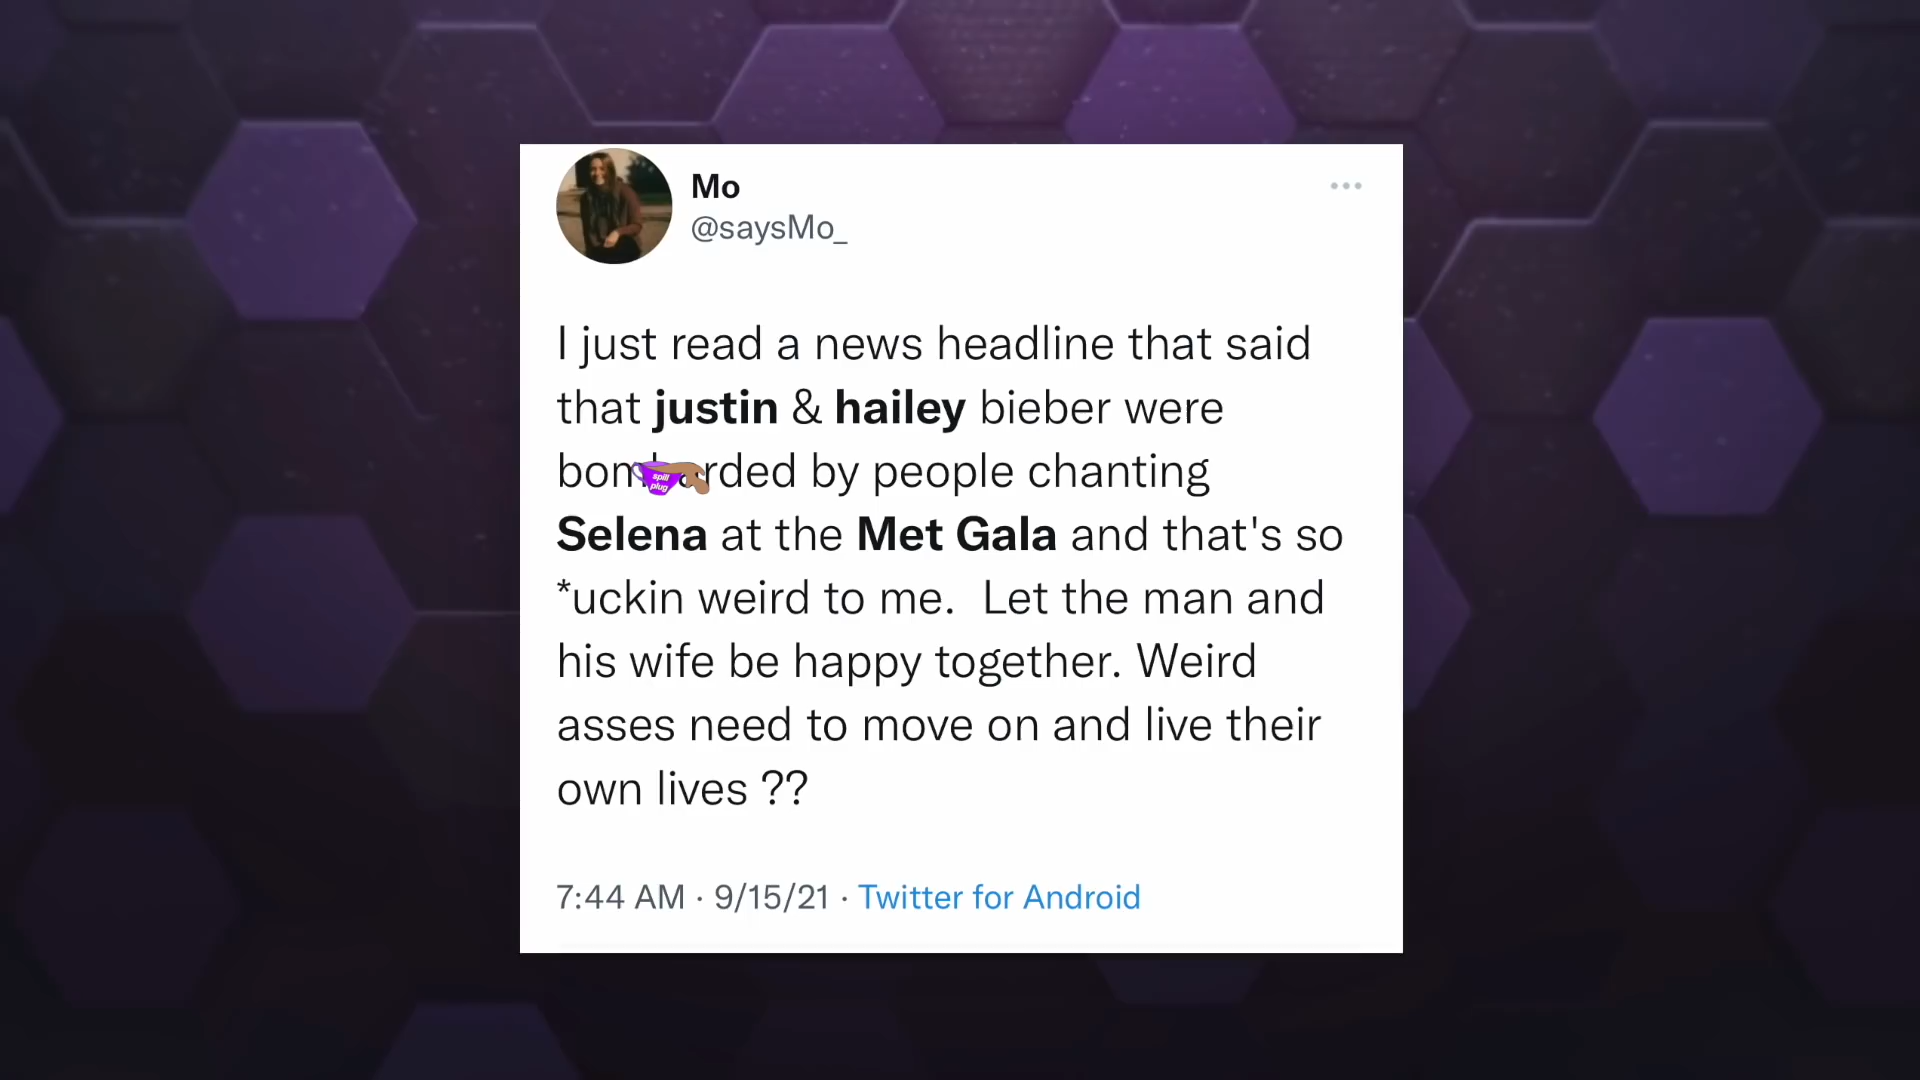 Mo
@saysMo_
I just read a news headline that said
that justin & hailey bieber were
bombarded by people chanting
Selena at the Met Gala and that's so
*uckin weird to me.  Let the man and
his wife be happy together. Weird
asses need to move on and live their
own lives ??
7:44 AM · 9/15/21 · Twitter for Android
spill
plug